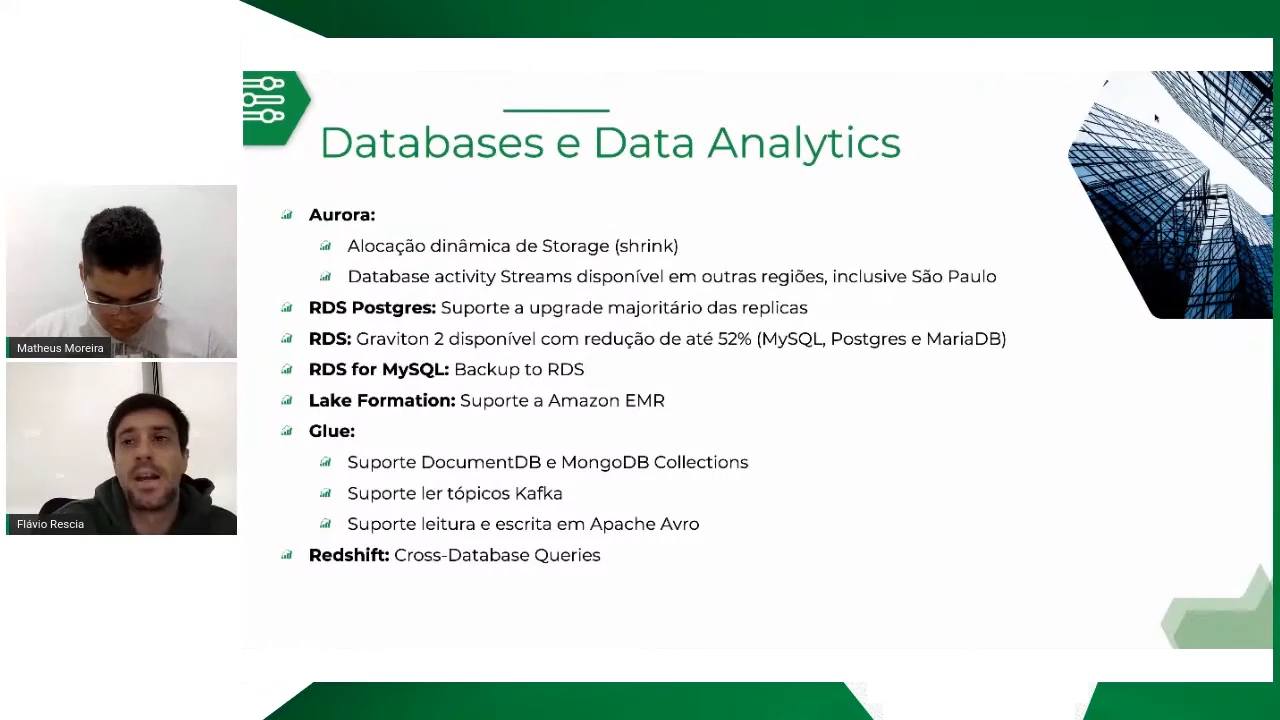 Databases e Data Analytics
Aurora:
Alocação dinâmica de Storage (shrink)
Database activity Streams disponível em outras regiões, inclusive São Paulo
RDS Postgres: Suporte a upgrade majoritário das replicas
RDS: Graviton 2 disponível com redução de até 52% (MySQL, Postgres e MariaDB)
RDS for MySQL: Backup to RDS
Lake Formation: Suporte a Amazon EMR
Glue:
Suporte DocumentDB e MongoDB Collections
Suporte ler tópicos Kafka
Suporte leitura e escrita em Apache Avro
Redshift: Cross-Database Queries
Matheus Moreira
Flávio Rescia